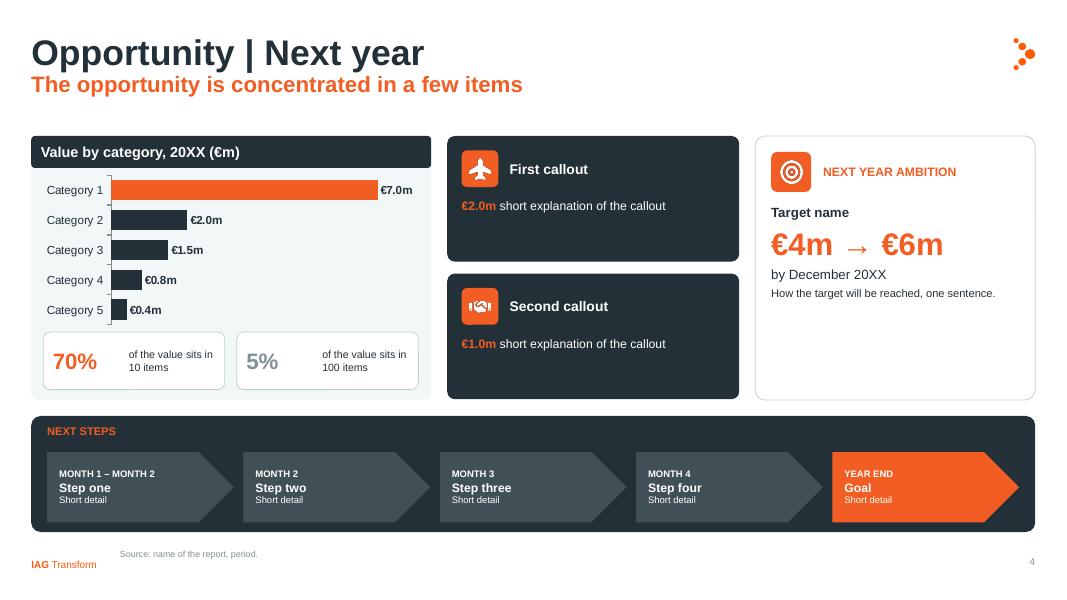 Opportunity | Next year
The opportunity is concentrated in a few items
Value by category, 20XX (€m)
Category 1
€7.0m
Category 2
€2.0m
Category 3
€1.5m
Category 4
€0.8m
Category 5
€0.4m
70%
of the value sits in
10 items
5%
of the value sits in
100 items
First callout
€2.0m short explanation of the callout
Second callout
€1.0m short explanation of the callout
NEXT YEAR AMBITION
Target name
€4m → €6m
by December 20XX
How the target will be reached, one sentence.
NEXT STEPS
MONTH 1 – MONTH 2
Step one
Short detail
MONTH 2
Step two
Short detail
MONTH 3
Step three
Short detail
MONTH 4
Step four
Short detail
YEAR END
Goal
Short detail
Source: name of the report, period.
IAG Transform
4